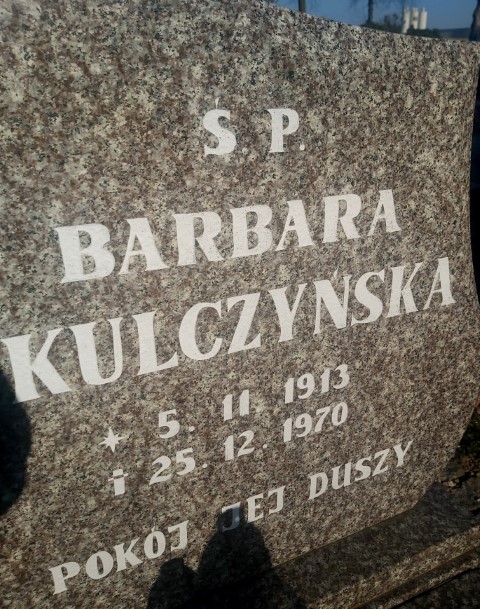 Ś. P.
BARBARA
KULCZYŃSKA
* 5. 11 1913
† 25. 12. 1970
POKÓJ JEJ DUSZY